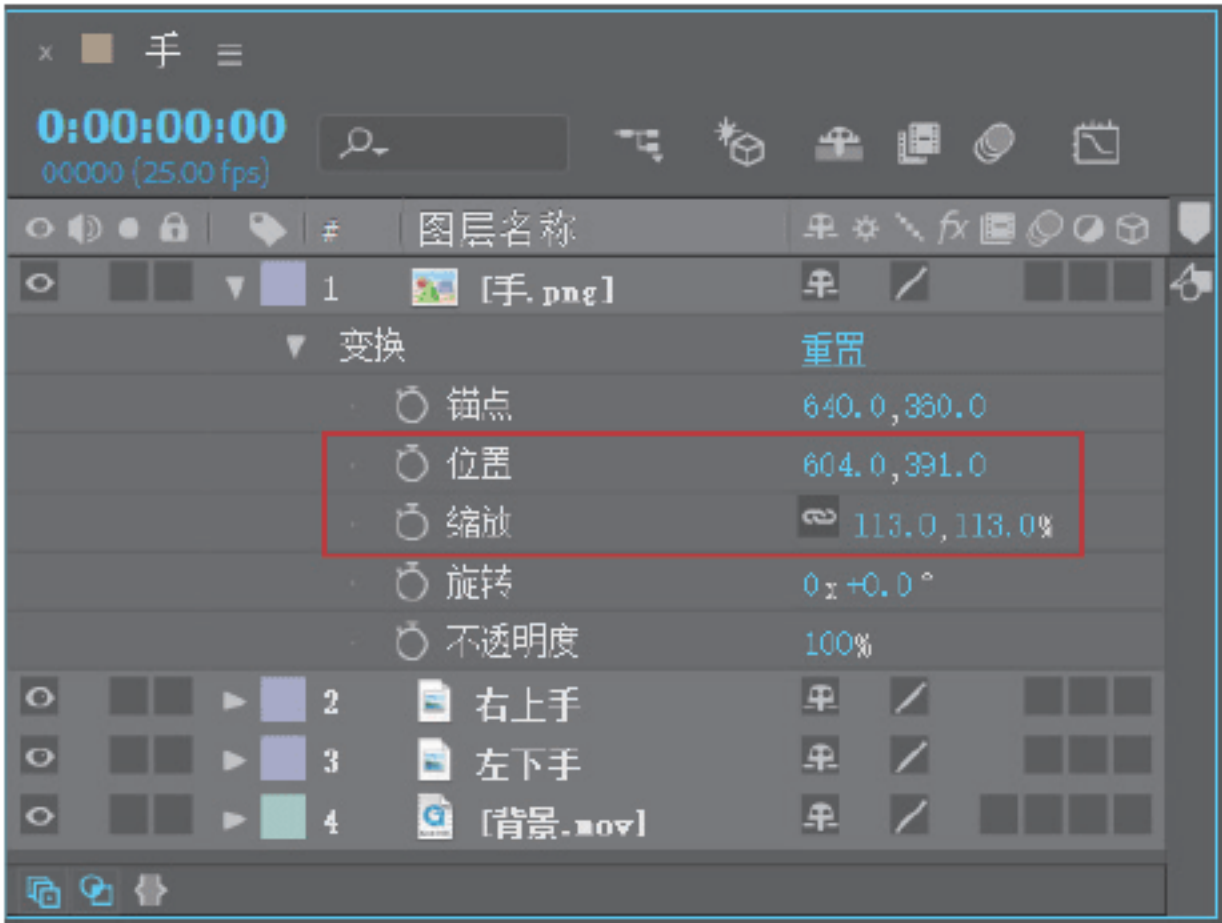 手
0:00:00:00
00000 (25.00 fps)
# 图层名称 fx
1 [手.png]
变换 重置
锚点 640.0,360.0
位置 604.0,391.0
缩放 113.0,113.0%
旋转 0x+0.0°
不透明度 100%
2 右上手
3 左下手
4 [背景.mov]